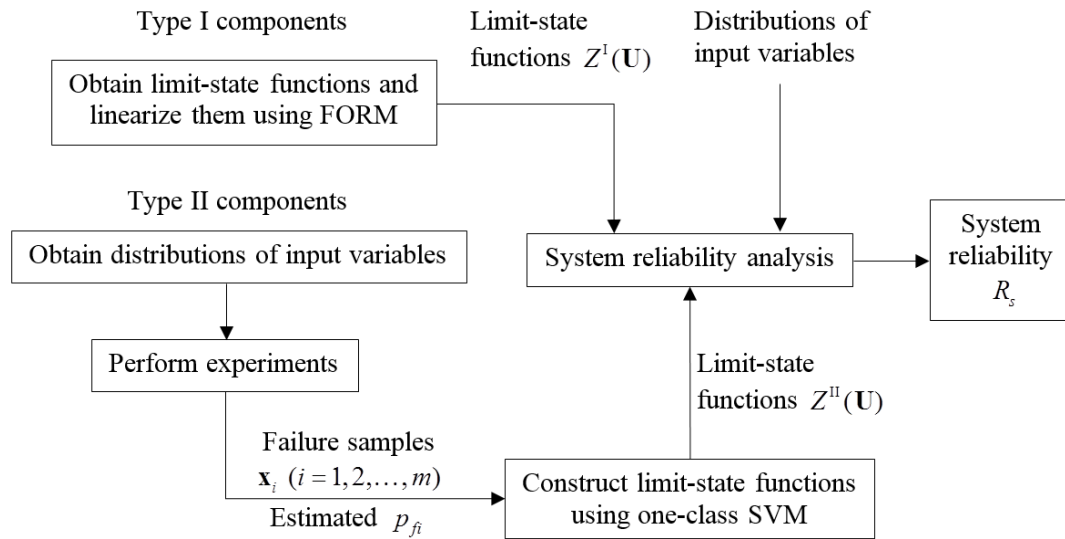 Type I components
Obtain limit-state functions and
linearize them using FORM
Limit-state
functions Z^I(U)
Distributions of
input variables
Type II components
Obtain distributions of input variables
System reliability analysis
System
reliability
R_s
Perform experiments
Limit-state
functions Z^II(U)
Failure samples
x_i (i = 1, 2, …, m)
Estimated p_fi
Construct limit-state functions
using one-class SVM